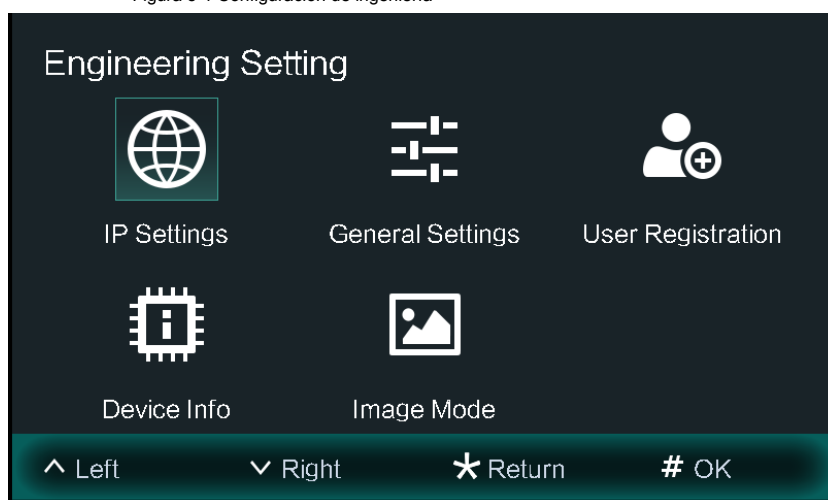 Engineering Setting
IP Settings General Settings User Registration
Device Info Image Mode
^ Left ∨ Right * Return # OK